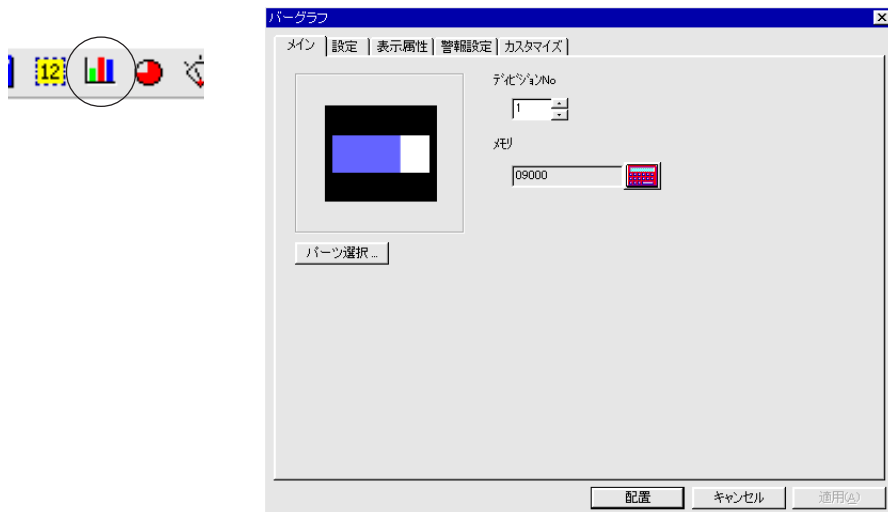 12
バーグラフ
メイン 設定 表示属性 警報設定 カスタマイズ
ﾃﾞｨﾋﾞｼﾞｮﾝNo
1
ﾒﾓﾘ
09000
パーツ選択...
配置 キャンセル 適用(A)